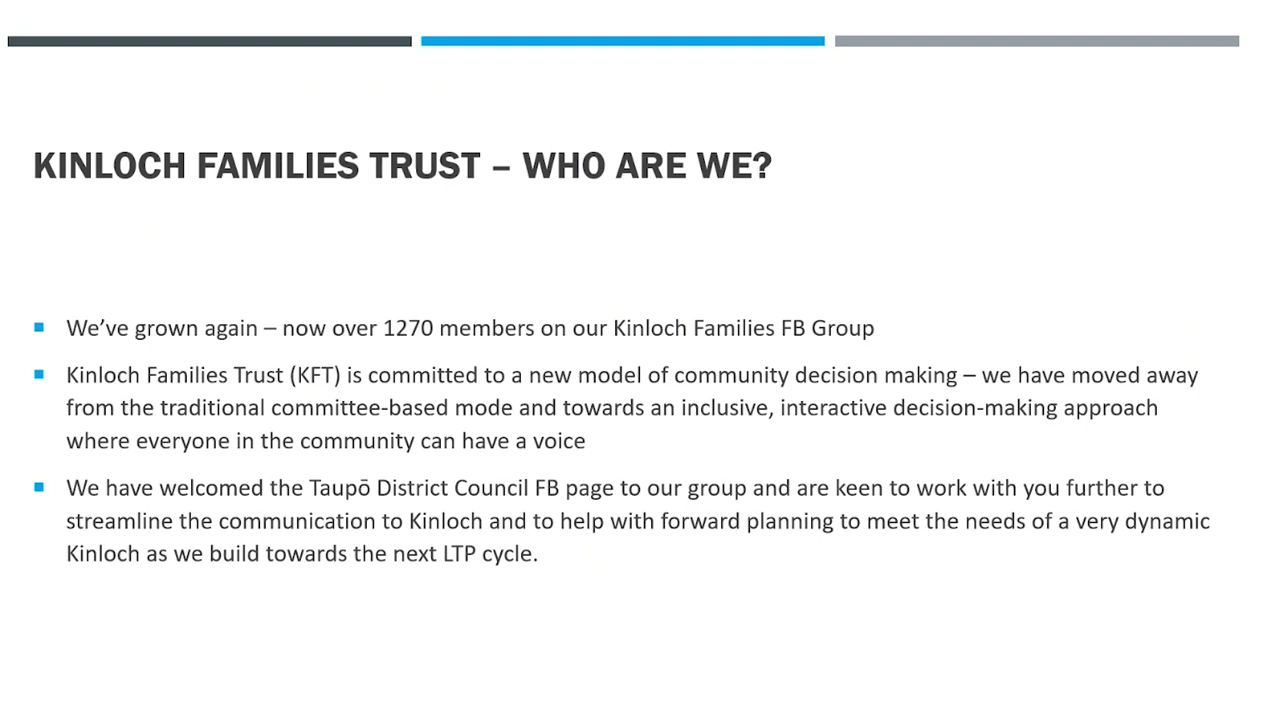 KINLOCH FAMILIES TRUST – WHO ARE WE?
▪ We've grown again – now over 1270 members on our Kinloch Families FB Group
▪ Kinloch Families Trust (KFT) is committed to a new model of community decision making – we have moved away
from the traditional committee-based mode and towards an inclusive, interactive decision-making approach
where everyone in the community can have a voice
▪ We have welcomed the Taupō District Council FB page to our group and are keen to work with you further to
streamline the communication to Kinloch and to help with forward planning to meet the needs of a very dynamic
Kinloch as we build towards the next LTP cycle.